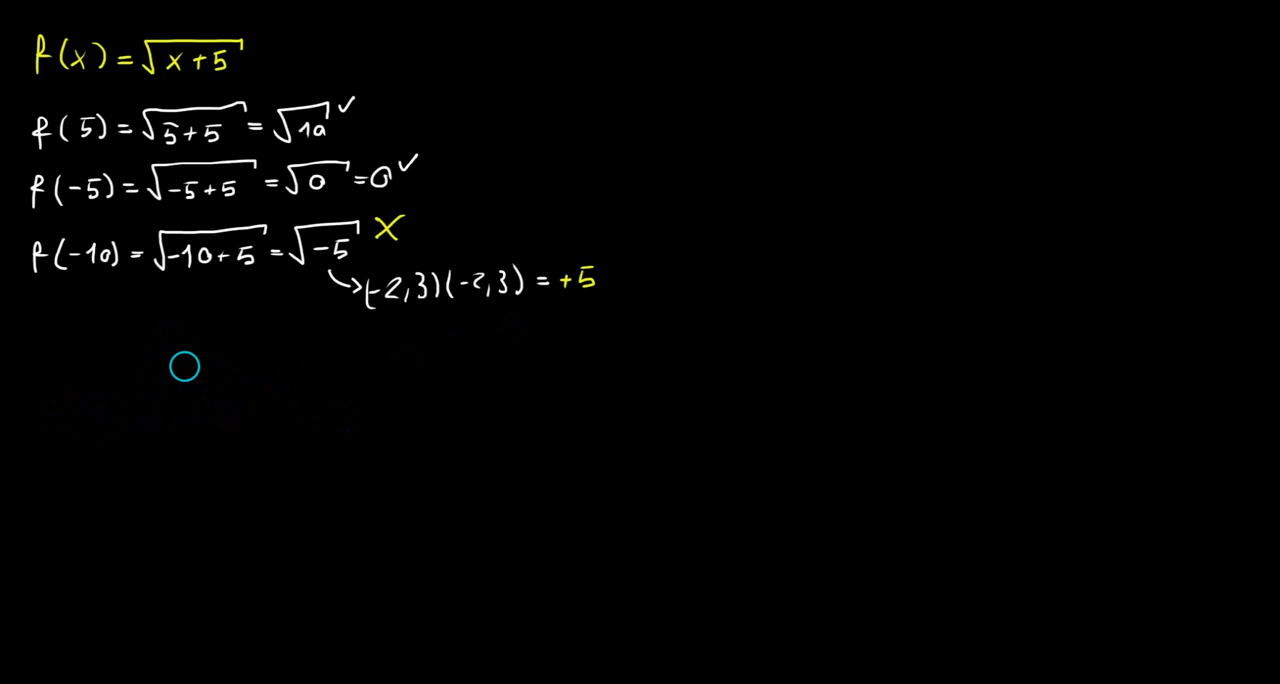 f(x) = √x+5
f(5) = √5+5 = √10 ✓
f(-5) = √-5+5 = √0 = 0 ✓
f(-10) = √-10+5 = √-5 X
(-2,3)(-2,3) = +5